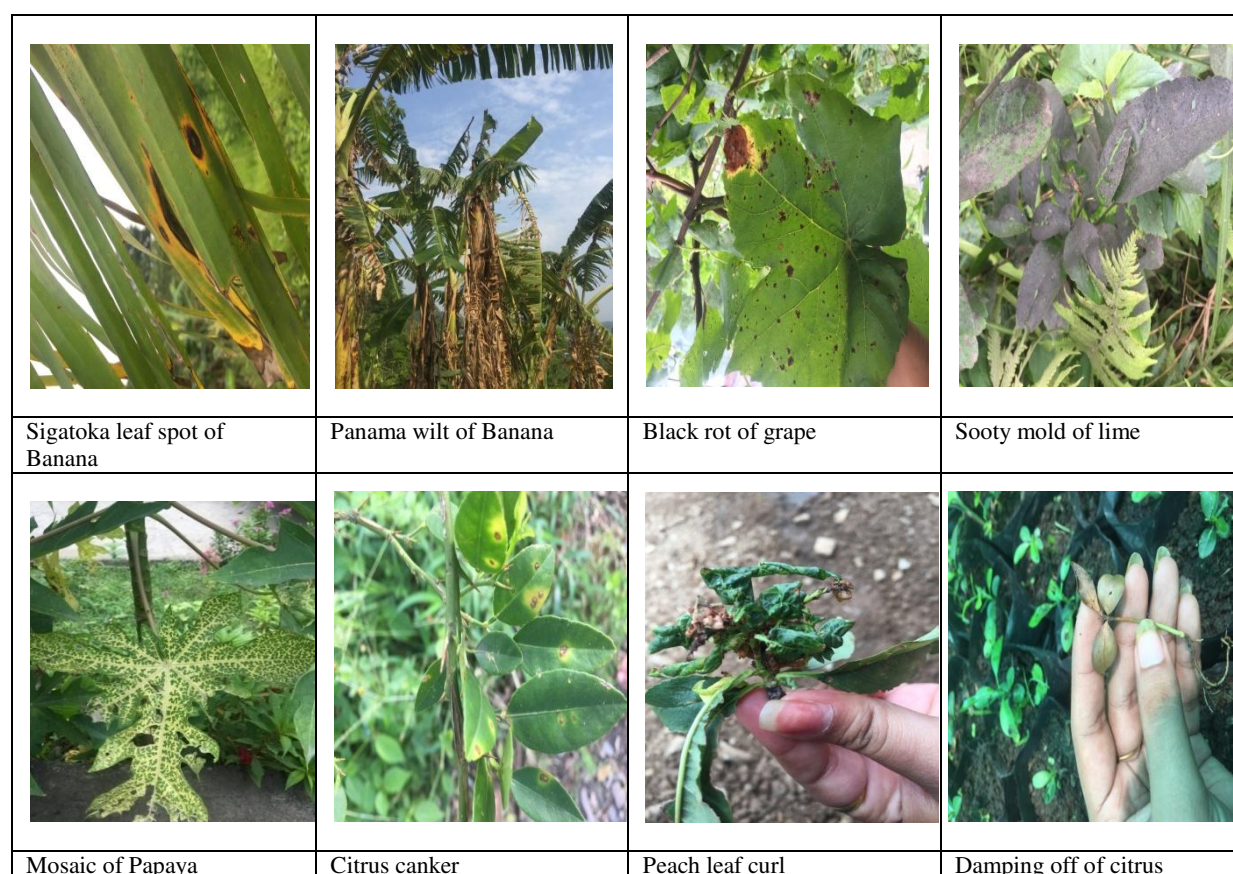 Sigatoka leaf spot of
Banana
Panama wilt of Banana
Black rot of grape
Sooty mold of lime
Mosaic of Papaya
Citrus canker
Peach leaf curl
Damping off of citrus